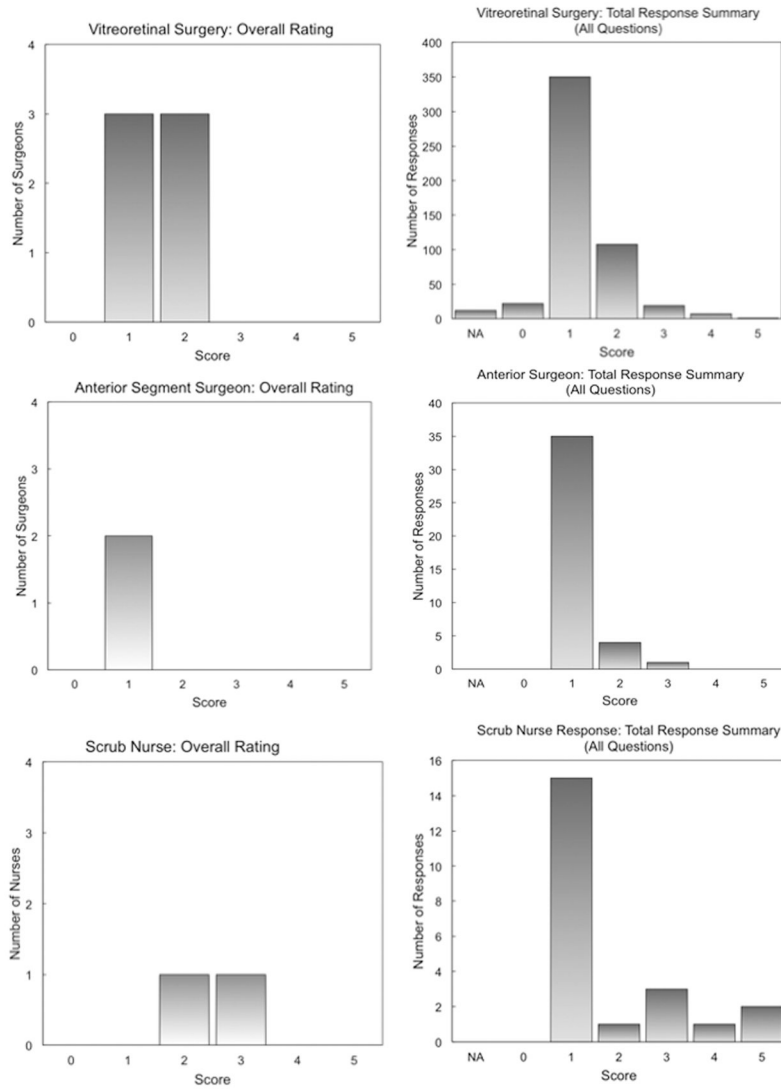 Vitreoretinal Surgery: Overall Rating
4
3
2
1
0
Number of Surgeons
0 1 2 3 4 5
Score
Vitreoretinal Surgery: Total Response Summary
(All Questions)
400
350
300
250
200
150
100
50
0
Number of Responses
NA 0 1 2 3 4 5
Score
Anterior Segment Surgeon: Overall Rating
4
3
2
1
0
Number of Surgeons
0 1 2 3 4 5
Score
Anterior Surgeon: Total Response Summary
(All Questions)
40
35
30
25
20
15
10
5
0
Number of Responses
NA 0 1 2 3 4 5
Score
Scrub Nurse: Overall Rating
4
3
2
1
0
Number of Nurses
0 1 2 3 4 5
Score
Scrub Nurse Response: Total Response Summary
(All Questions)
16
14
12
10
8
6
4
2
0
Number of Responses
NA 0 1 2 3 4 5
Score